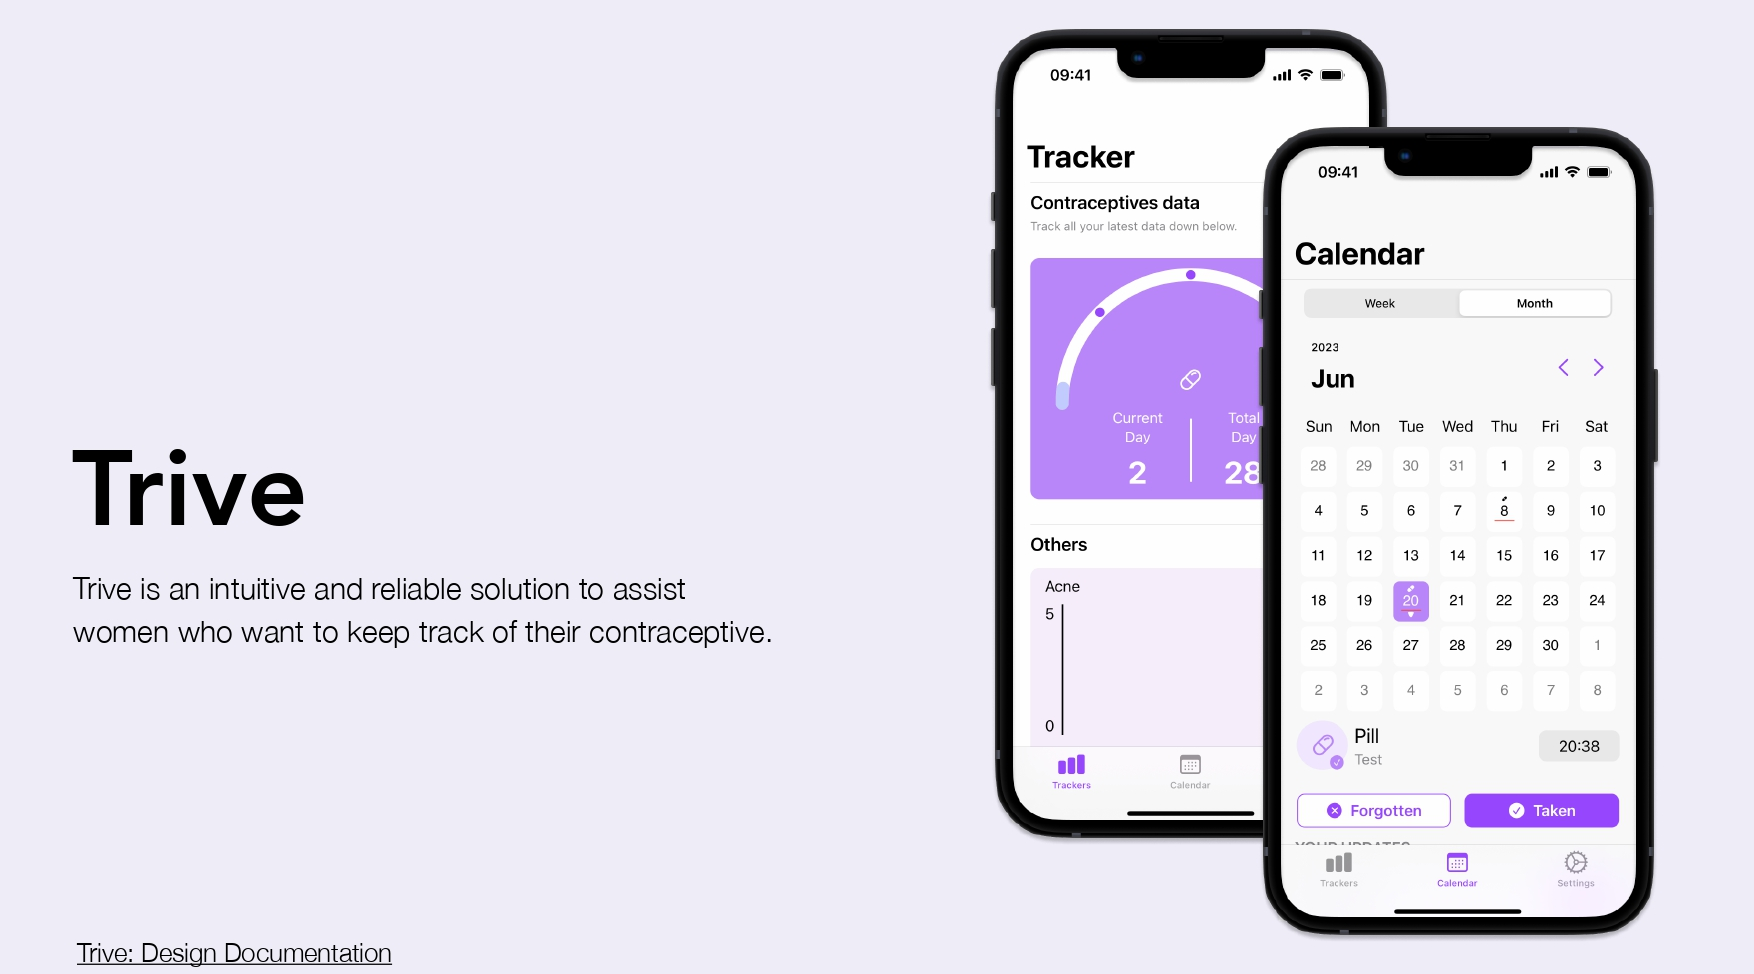 Trive
Trive is an intuitive and reliable solution to assist
women who want to keep track of their contraceptive.
Trive: Design Documentation
09:41
Tracker
Contraceptives data
Track all your latest data down below.
Current
Day
2
Total
Day
28
Others
Acne
5
0
Trackers
Calendar
09:41
Calendar
Week Month
2023
Jun
Sun Mon Tue Wed Thu Fri Sat
28 29 30 31 1 2 3
4 5 6 7 8 9 10
11 12 13 14 15 16 17
18 19 20 21 22 23 24
25 26 27 28 29 30 1
2 3 4 5 6 7 8
Pill
Test
20:38
Forgotten Taken
YOUR UPDATES
Trackers Calendar Settings